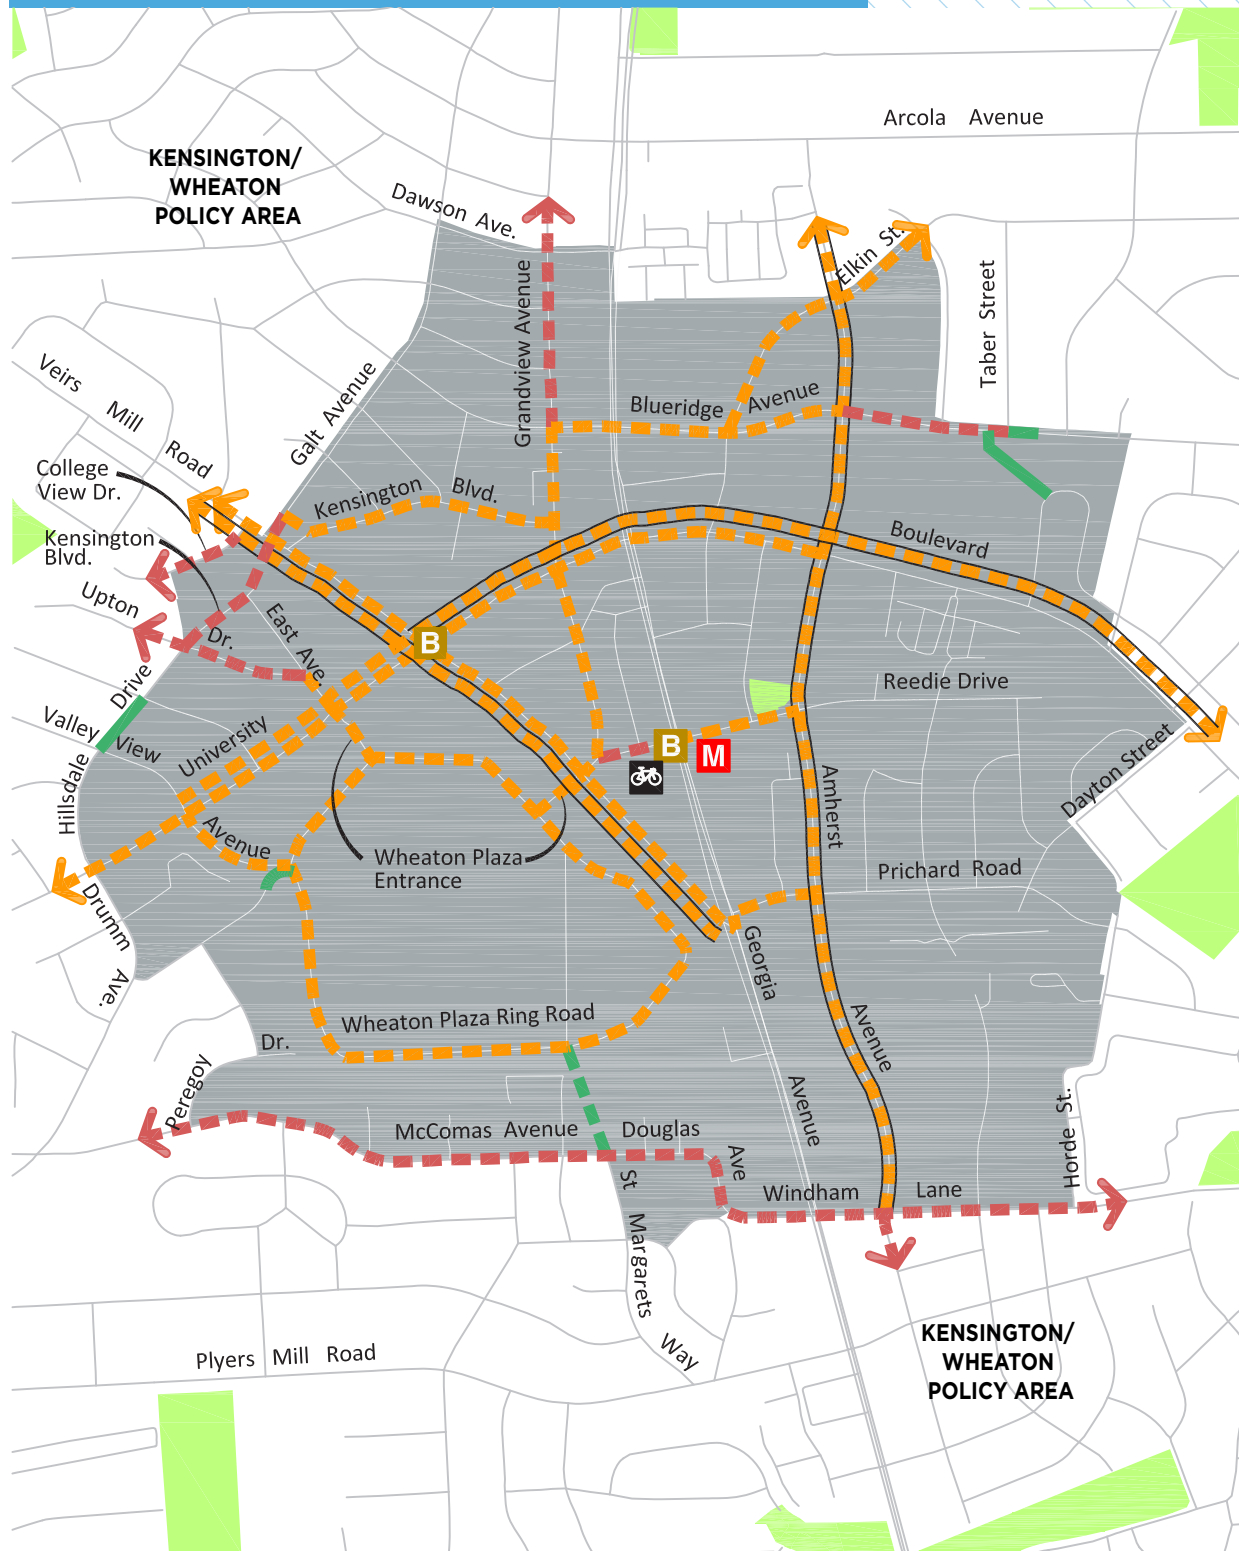 Arcola Avenue
KENSINGTON/
WHEATON
POLICY AREA
Dawson Ave.
Elkin St.
Grandview Avenue
Taber Street
Veirs Mill Road
Galt Avenue
Blueridge Avenue
College
View Dr.
Kensington Blvd.
Kensington
Blvd.
Boulevard
Upton Dr.
East Ave.
B
Reedie Drive
Hillsdale Drive
Valley View Avenue
University
B
M
Dayton Street
Amherst Avenue
Wheaton Plaza
Entrance
Prichard Road
Drumm Ave.
Georgia Avenue
Wheaton Plaza Ring Road
Peregoy Dr.
McComas Avenue
Douglas Ave
Horde St.
Windham Lane
St Margarets Way
KENSINGTON/
WHEATON
POLICY AREA
Plyers Mill Road